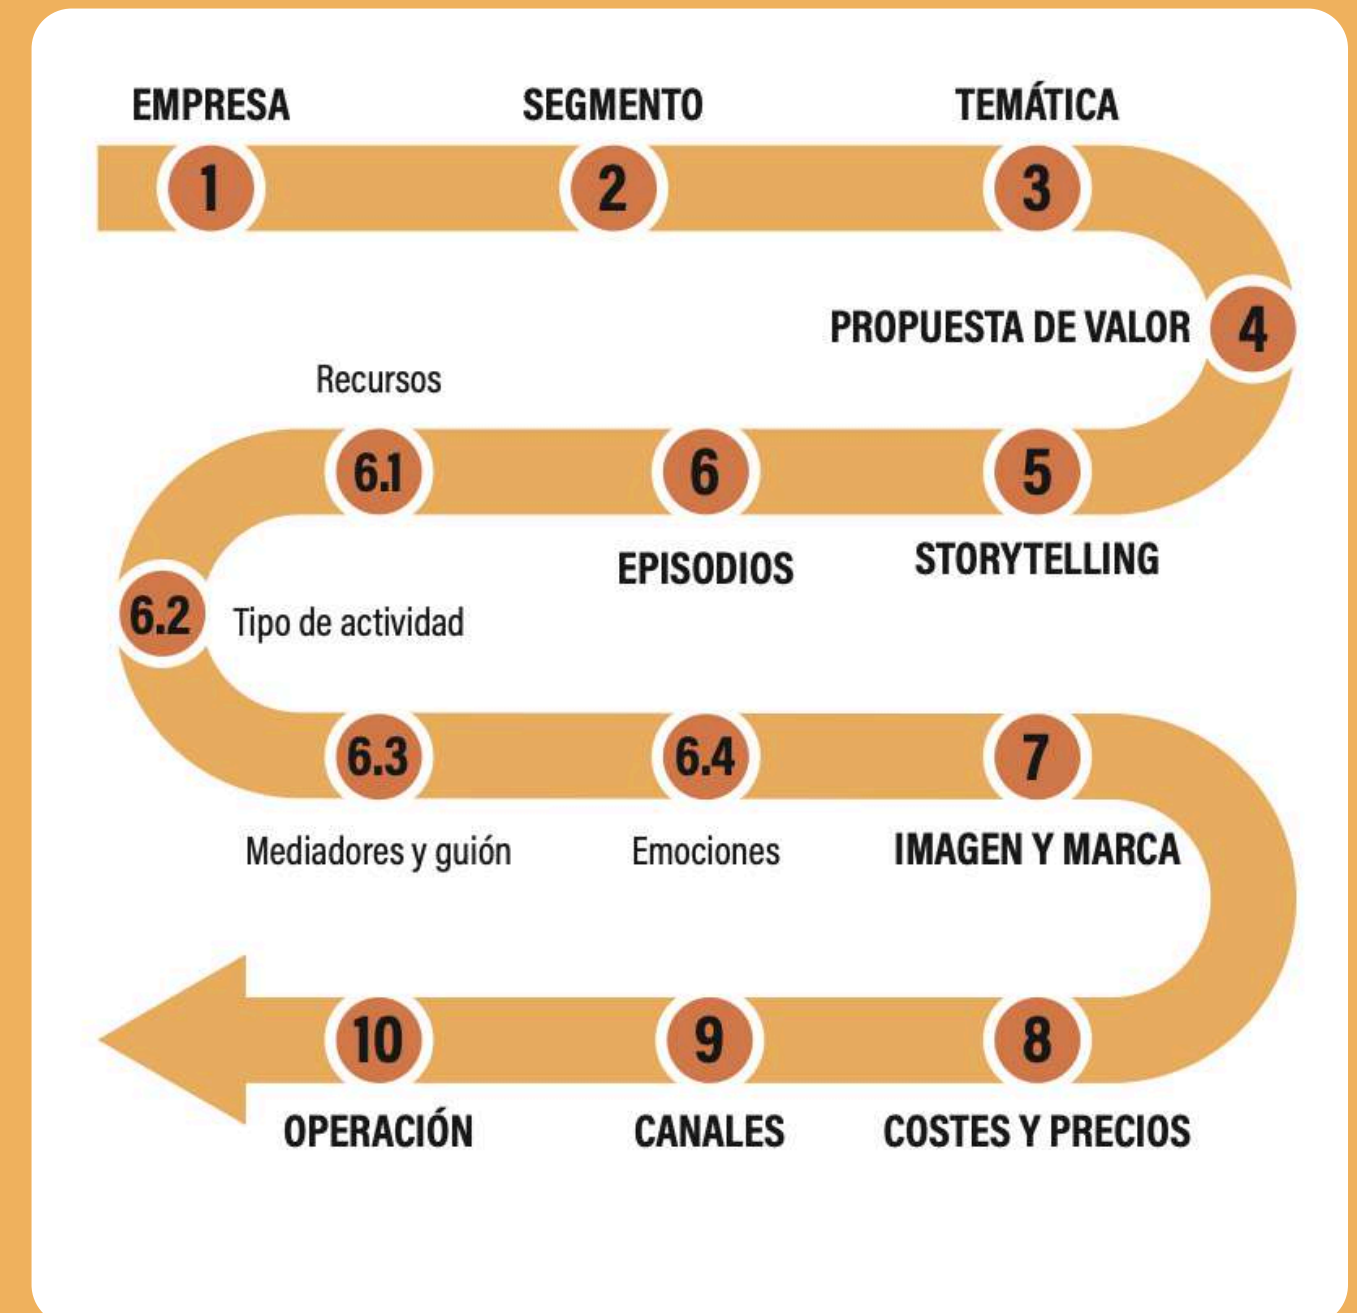 EMPRESA
1
SEGMENTO
2
TEMÁTICA
3
PROPUESTA DE VALOR
4
5
STORYTELLING
6
EPISODIOS
Recursos
6.1
6.2
Tipo de actividad
6.3
Mediadores y guión
6.4
Emociones
7
IMAGEN Y MARCA
8
COSTES Y PRECIOS
9
CANALES
10
OPERACIÓN